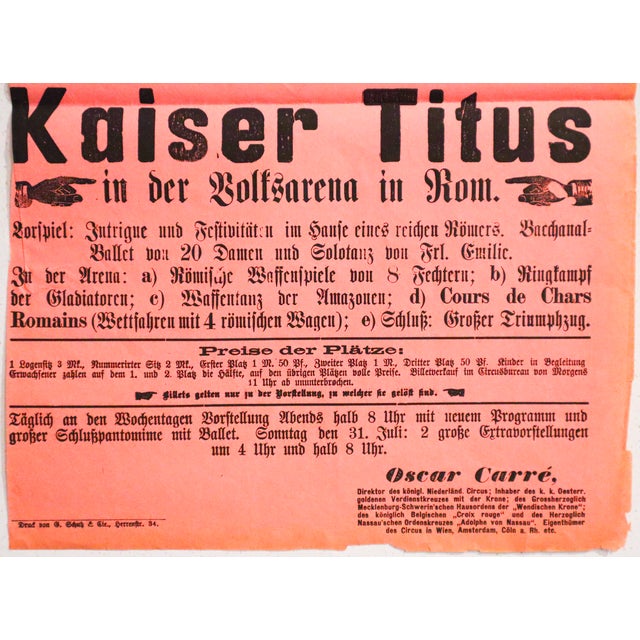 Kaiser Titus
in der Volksarena in Rom.
Vorspiel: Intrigue und Festivitäten im Hause eines reichen Römers. Bacchanal-
Ballet von 20 Damen und Solotanz von Frl. Emilie.
In der Arena: a) Römische Waffenspiele von 8 Fechtern; b) Ringkampf
der Gladiatoren; c) Waffentanz der Amazonen; d) Cours de Chars
Romains (Wettfahren mit 4 römischen Wagen); e) Schluß: Großer Triumphzug.
Preise der Plätze:
1 Logensitz 3 Mk., Nummerirter Sitz 2 Mk., Erster Platz 1 M. 50 Pf., Zweiter Platz 1 M., Dritter Platz 50 Pf. Kinder in Begleitung
Erwachsener zahlen auf dem 1. und 2. Platz die Hälfte, auf den übrigen Plätzen volle Preise. Billetverkauf im Circusbureau von Morgens
11 Uhr ab ununterbrochen.
Billets gelten nur zu der Vorstellung, zu welcher sie gelöst sind.
Täglich an den Wochentagen Vorstellung Abends halb 8 Uhr mit neuem Programm und
großer Schlußpantomime mit Ballet. Sonntag den 31. Juli: 2 große Extravorstellungen
um 4 Uhr und halb 8 Uhr.
Oscar Carré,
Direktor des königl. Niederländ. Circus; Inhaber des k. k. Oesterr.
goldenen Verdienstkreuzes mit der Krone; des Grossherzoglich
Mecklenburg-Schwerin'schen Hausordens der „Wendischen Krone";
des königlich Belgischen „Croix rouge" und des Herzoglich
Nassau'schen Ordenskreuzes „Adolphe von Nassau". Eigenthümer
des Circus in Wien, Amsterdam, Cöln a. Rh. etc.
Druck von G. Schuh & Cie., Herrenstr. 34.